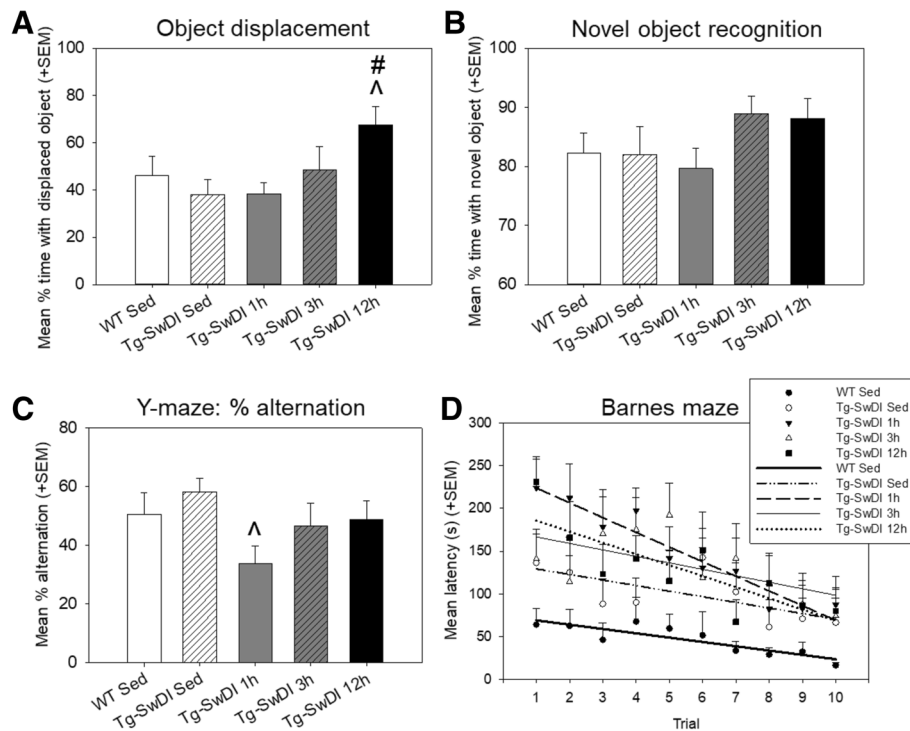 A
Object displacement
Mean % time with displaced object (+SEM)
100
80
60
40
20
0
#
^
WT Sed
Tg-SwDI Sed
Tg-SwDI 1h
Tg-SwDI 3h
Tg-SwDI 12h
B
Novel object recognition
Mean % time with novel object (+SEM)
100
90
80
70
60
WT Sed
Tg-SwDI Sed
Tg-SwDI 1h
Tg-SwDI 3h
Tg-SwDI 12h
C
Y-maze: % alternation
Mean % alternation (+SEM)
80
60
40
20
0
^
WT Sed
Tg-SwDI Sed
Tg-SwDI 1h
Tg-SwDI 3h
Tg-SwDI 12h
D
Barnes maze
Mean latency (s) (+SEM)
300
250
200
150
100
50
0
1 2 3 4 5 6 7 8 9 10
Trial
WT Sed
Tg-SwDI Sed
Tg-SwDI 1h
Tg-SwDI 3h
Tg-SwDI 12h
WT Sed
Tg-SwDI Sed
Tg-SwDI 1h
Tg-SwDI 3h
Tg-SwDI 12h